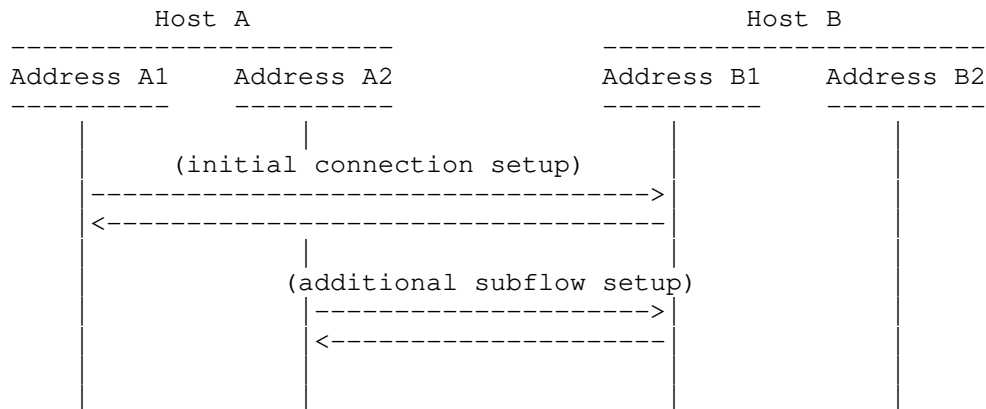 Host A Host B
Address A1 Address A2 Address B1 Address B2
(initial connection setup)
(additional subflow setup)